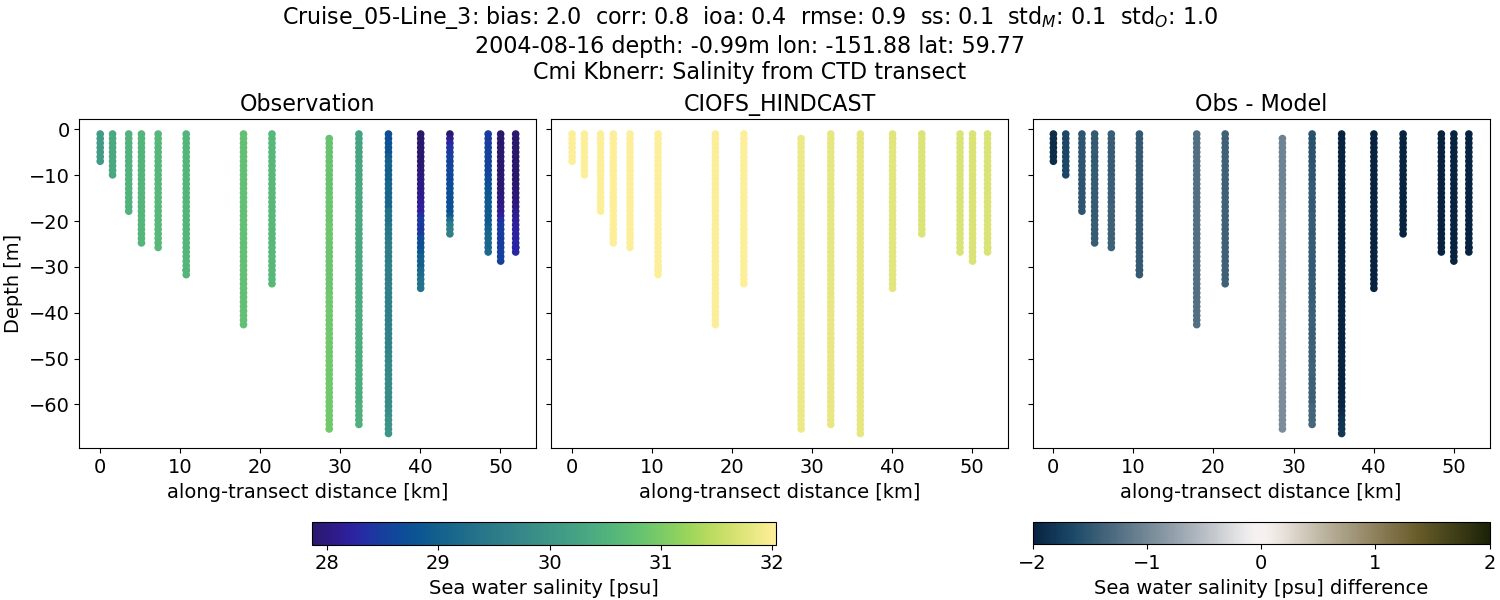 Cruise_05-Line_3: bias: 2.0  corr: 0.8  ioa: 0.4  rmse: 0.9  ss: 0.1  std_M: 0.1  std_O: 1.0
2004-08-16 depth: -0.99m lon: -151.88 lat: 59.77
Cmi Kbnerr: Salinity from CTD transect
Observation
CIOFS_HINDCAST
Obs - Model
Depth [m]
0
−10
−20
−30
−40
−50
−60
0 10 20 30 40 50
0 10 20 30 40 50
0 10 20 30 40 50
along-transect distance [km]
along-transect distance [km]
along-transect distance [km]
28 29 30 31 32
Sea water salinity [psu]
−2 −1 0 1 2
Sea water salinity [psu] difference